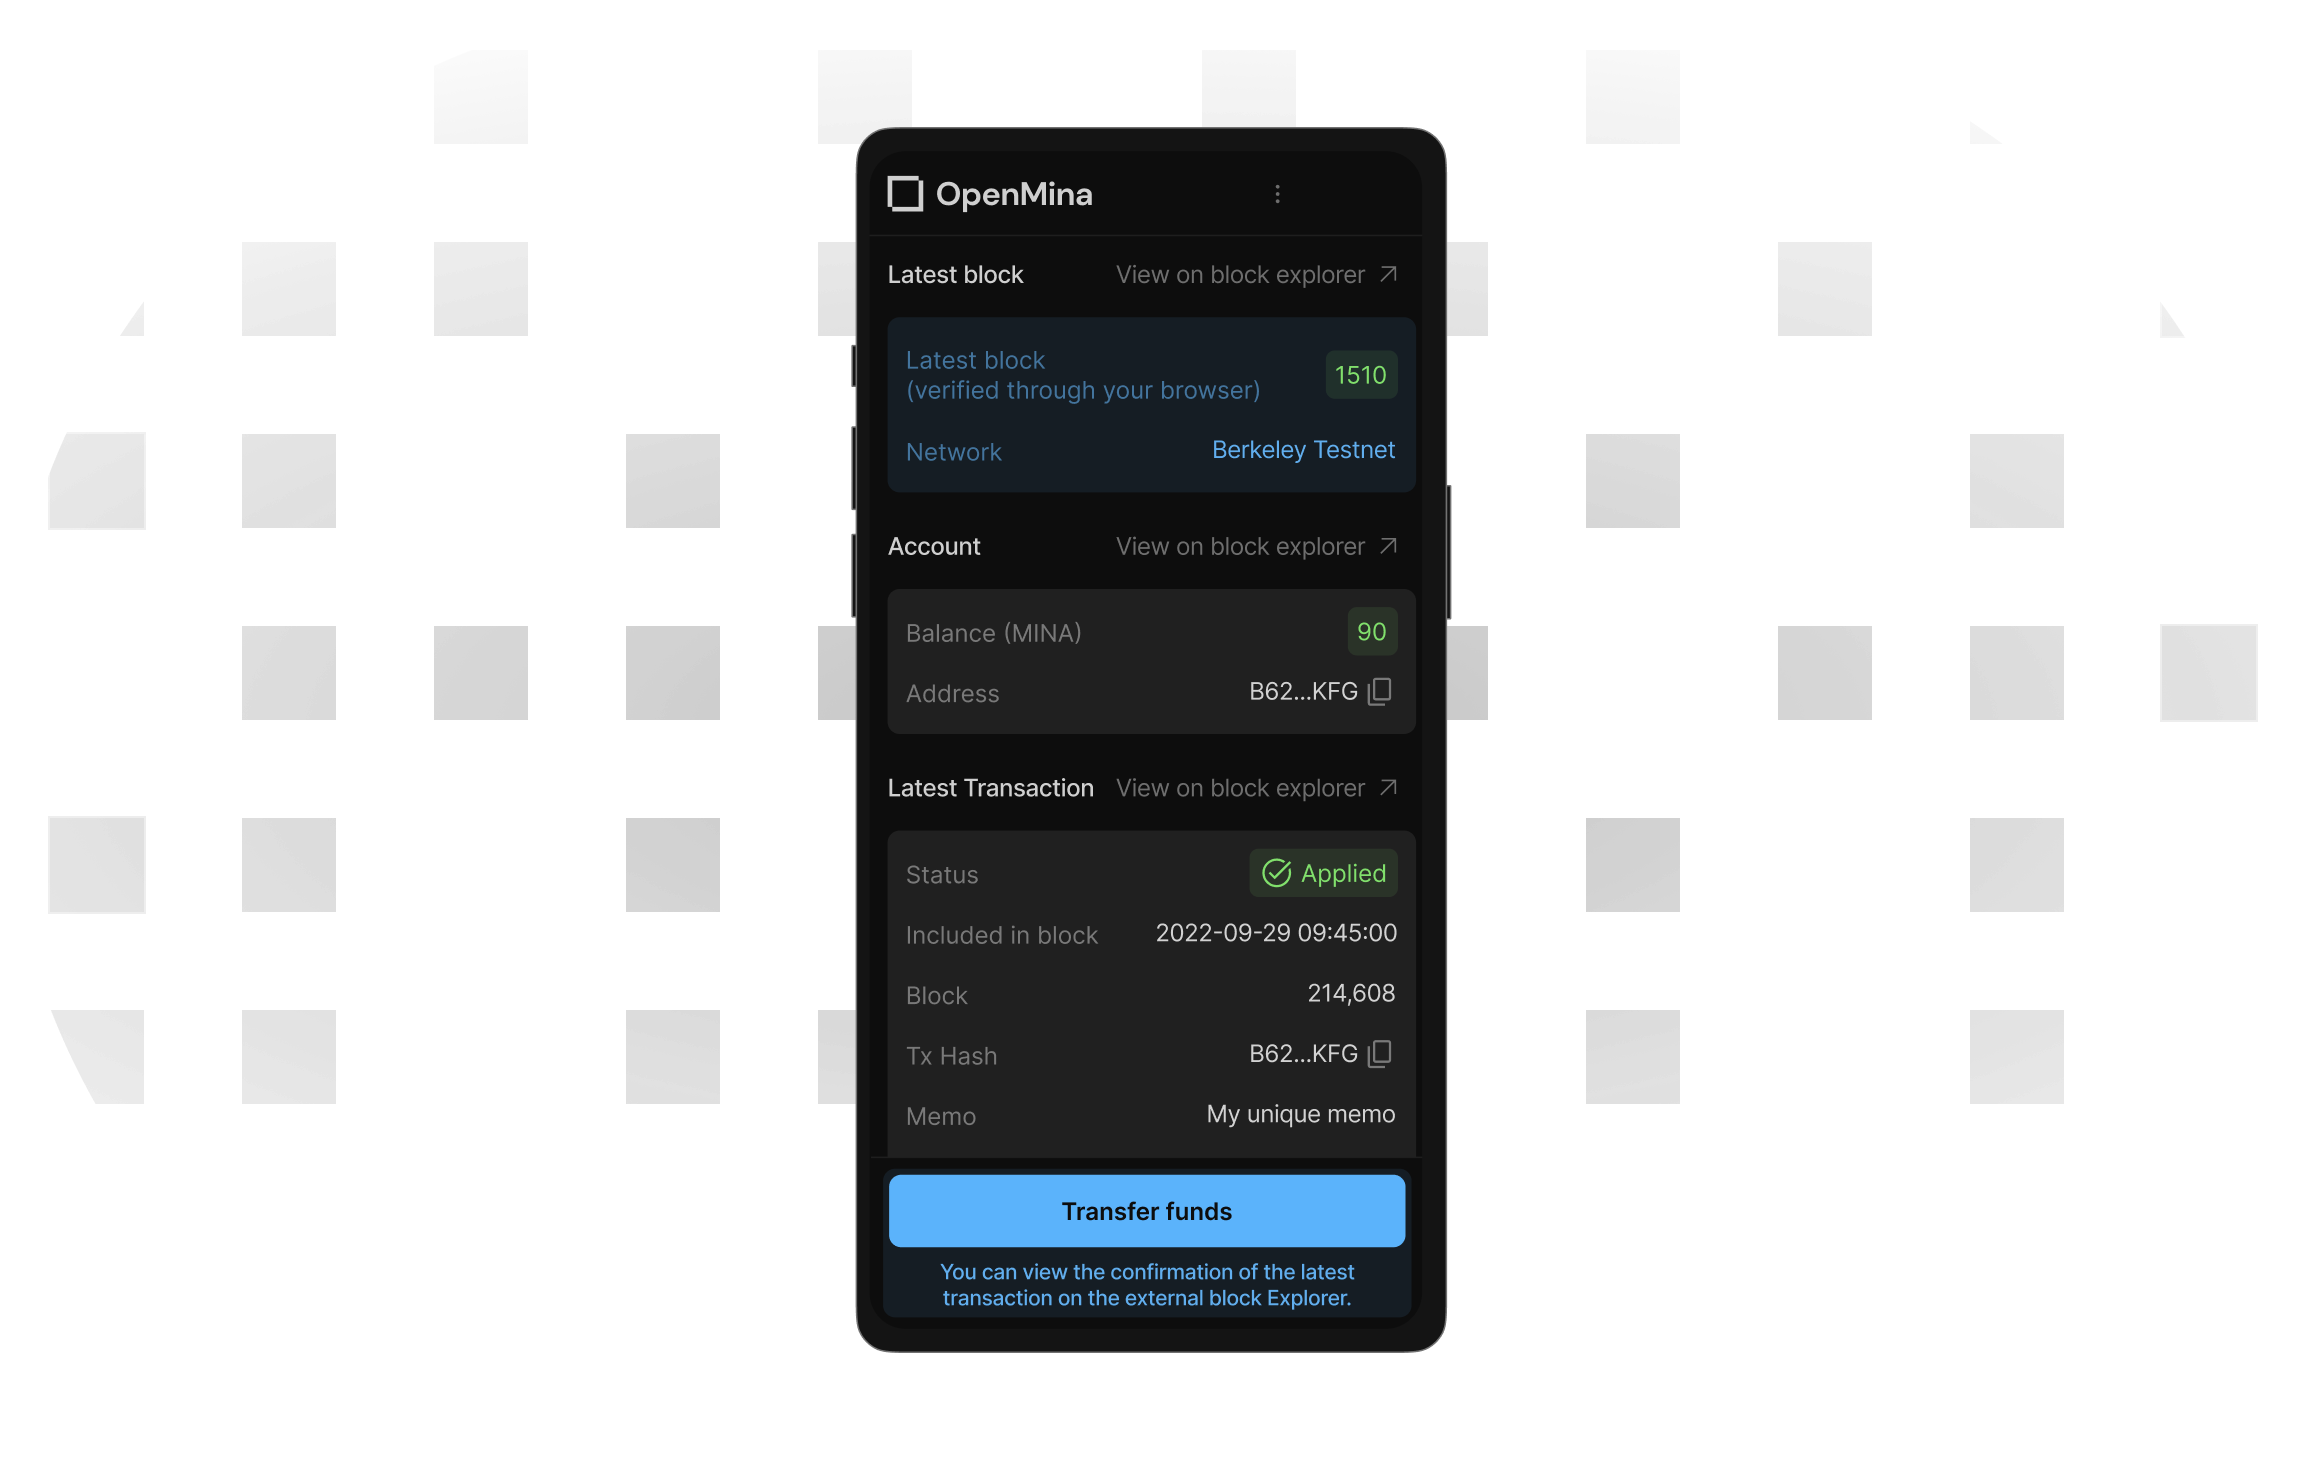 OpenMina
Latest block View on block explorer
Latest block
(verified through your browser) 1510
Network Berkeley Testnet
Account View on block explorer
Balance (MINA) 90
Address B62...KFG
Latest Transaction View on block explorer
Status Applied
Included in block 2022-09-29 09:45:00
Block 214,608
Tx Hash B62...KFG
Memo My unique memo
Transfer funds
You can view the confirmation of the latest
transaction on the external block Explorer.